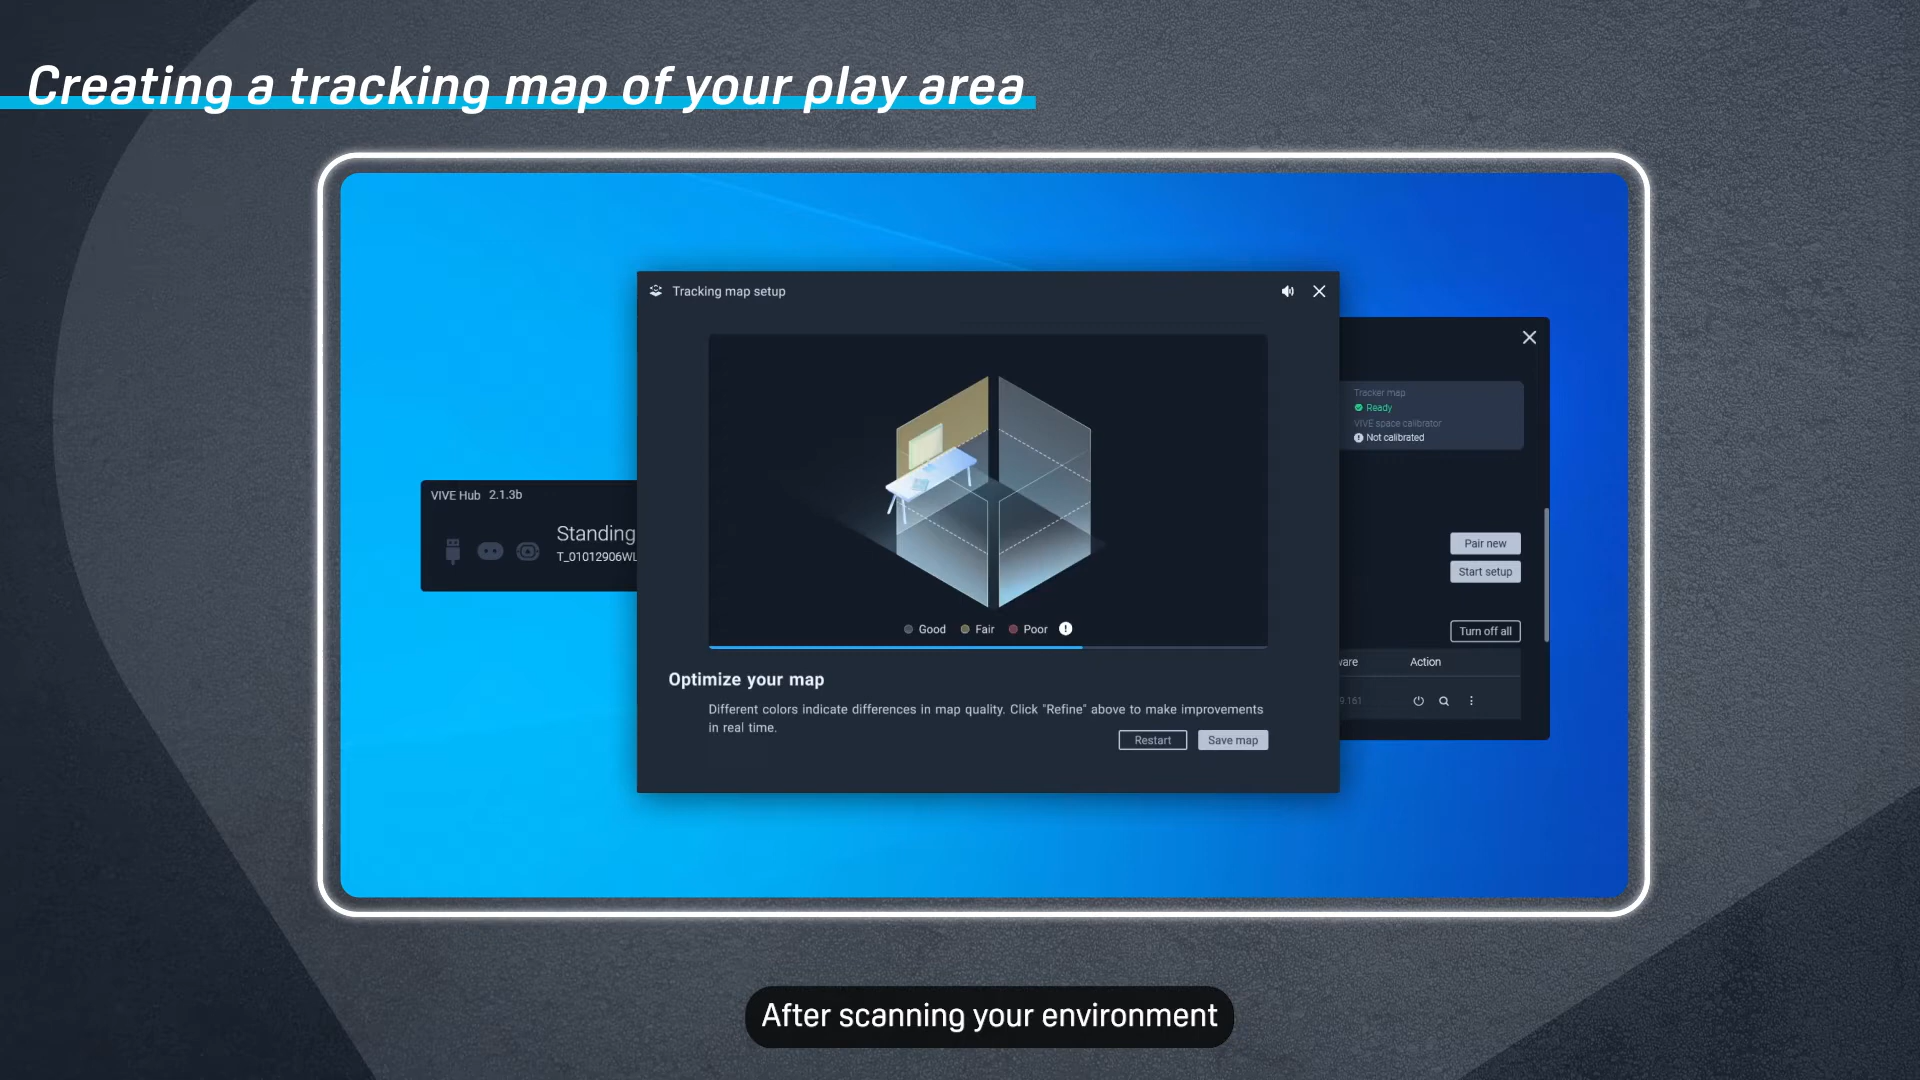 Creating a tracking map of your play area
Tracking map setup
Tracker map
Ready
VIVE space calibrator
Not calibrated
VIVE Hub 2.1.3b
Standing
T_01012906WL
Pair new
Start setup
Good Fair Poor
Turn off all
ware Action
9.161
Optimize your map
Different colors indicate differences in map quality. Click "Refine" above to make improvements
in real time.
Restart Save map
After scanning your environment